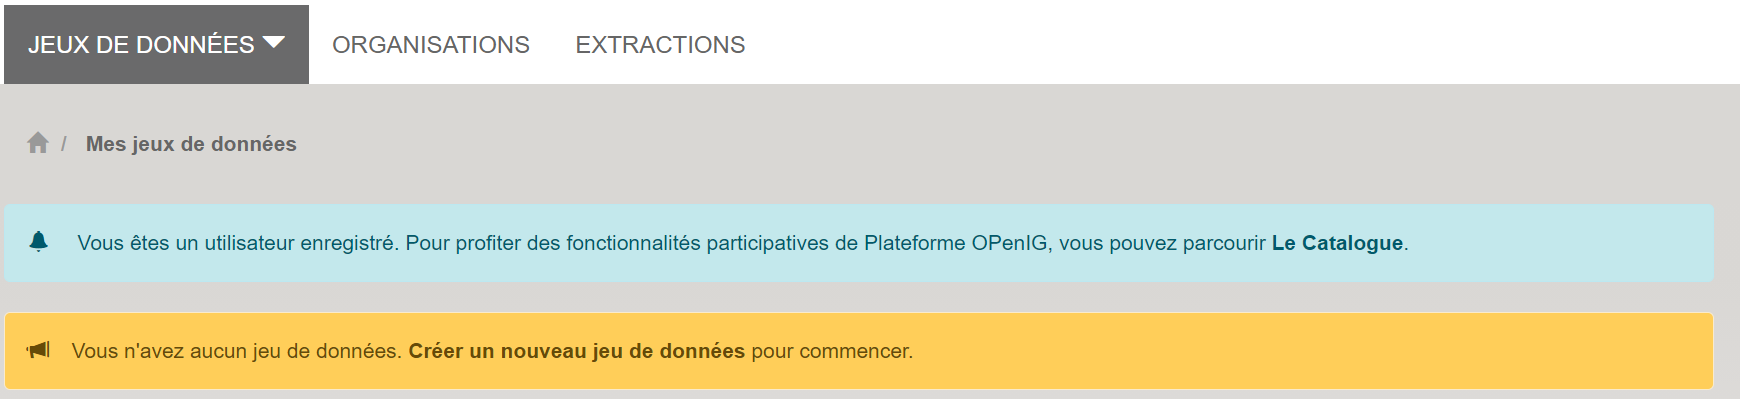 JEUX DE DONNÉES ORGANISATIONS EXTRACTIONS
/ Mes jeux de données
Vous êtes un utilisateur enregistré. Pour profiter des fonctionnalités participatives de Plateforme OPenIG, vous pouvez parcourir Le Catalogue.
Vous n'avez aucun jeu de données. Créer un nouveau jeu de données pour commencer.